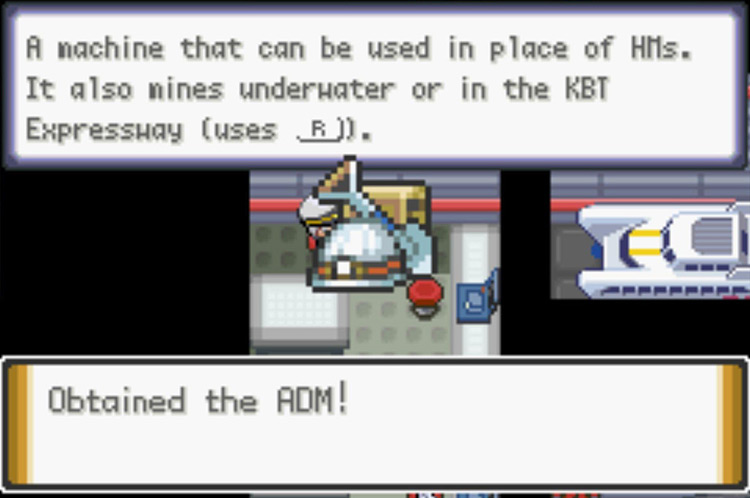 A machine that can be used in place of HMs.
It also mines underwater or in the KBT
Expressway (uses R)).
Obtained the ADM!